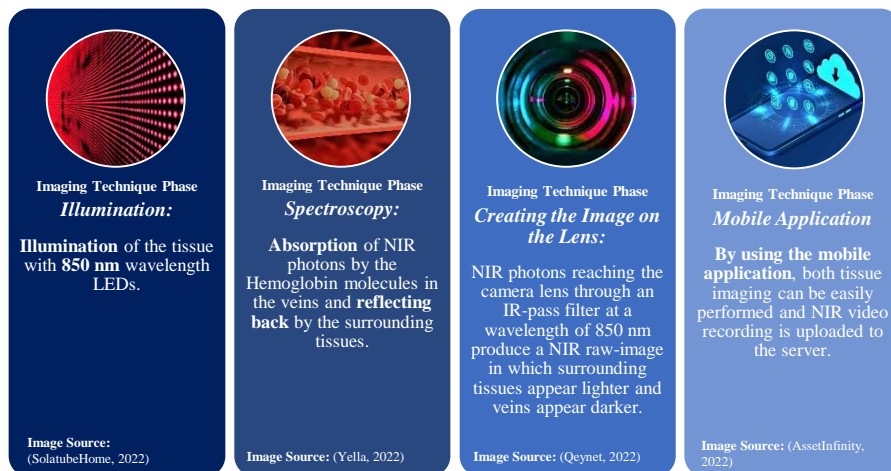 Imaging Technique Phase
Illumination:
Illumination of the tissue
with 850 nm wavelength
LEDs.
Image Source:
(SolatubeHome, 2022)
Imaging Technique Phase
Spectroscopy:
Absorption of NIR
photons by the
Hemoglobin molecules in
the veins and reflecting
back by the surrounding
tissues.
Image Source: (Yella, 2022)
Imaging Technique Phase
Creating the Image on
the Lens:
NIR photons reaching the
camera lens through an
IR-pass filter at a
wavelength of 850 nm
produce a NIR raw-image
in which surrounding
tissues appear lighter and
veins appear darker.
Image Source: (Qeynet, 2022)
Imaging Technique Phase
Mobile Application
By using the mobile
application, both tissue
imaging can be easily
performed and NIR video
recording is uploaded to
the server.
Image Source: (AssetInfinity,
2022)